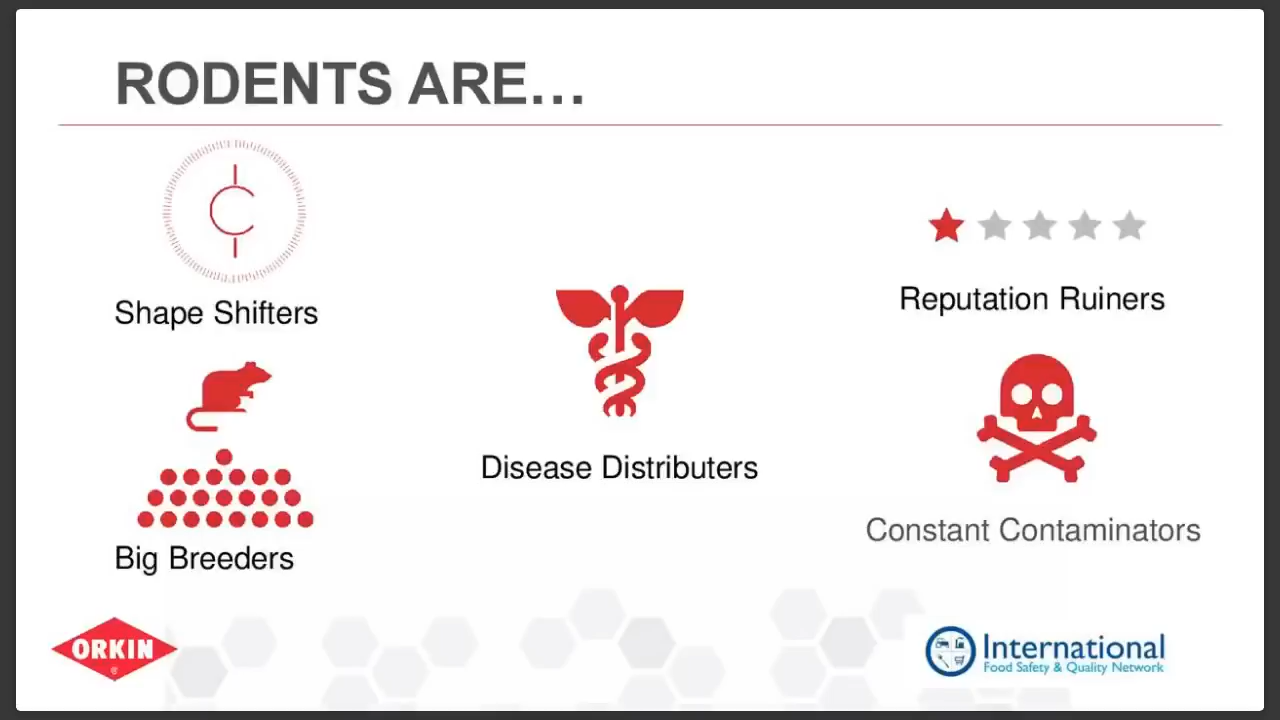 RODENTS ARE...
Shape Shifters
Big Breeders
Disease Distributers
Reputation Ruiners
Constant Contaminators
ORKIN
®
International
Food Safety & Quality Network